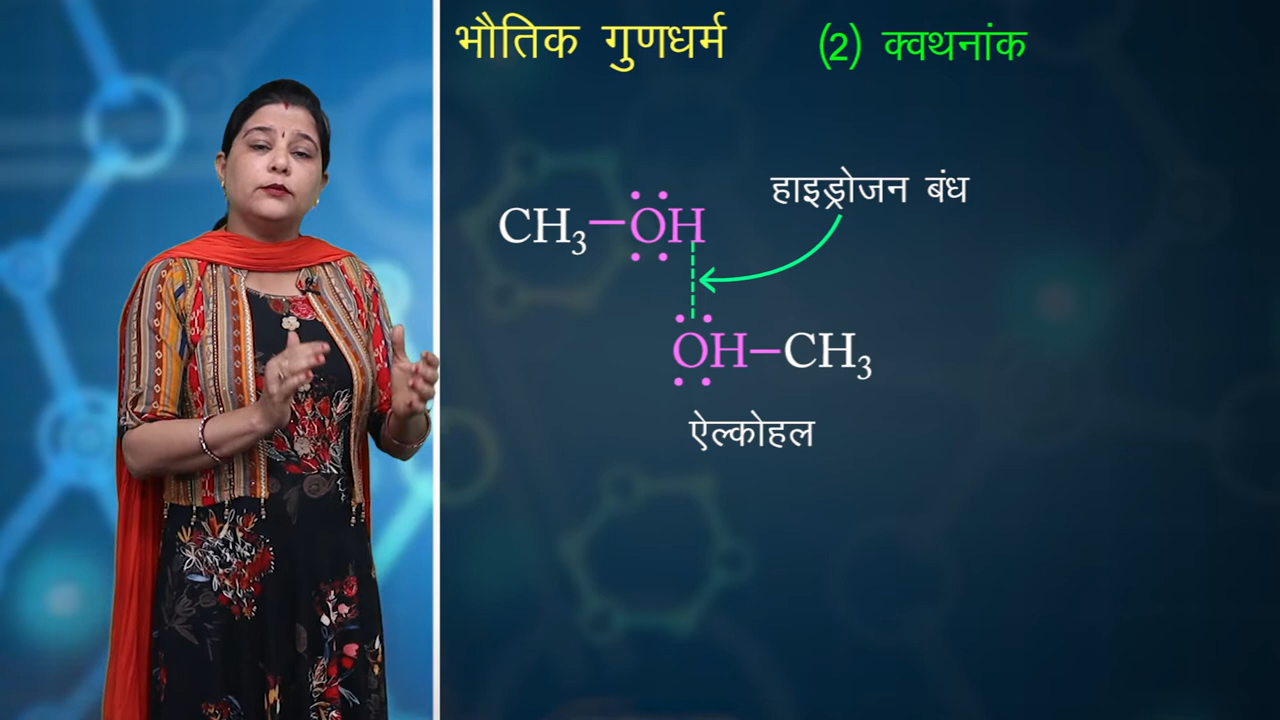 भौतिक गुणधर्म (2) क्वथनांक
हाइड्रोजन बंध
CH₃—OH
OH—CH₃
ऐल्कोहल